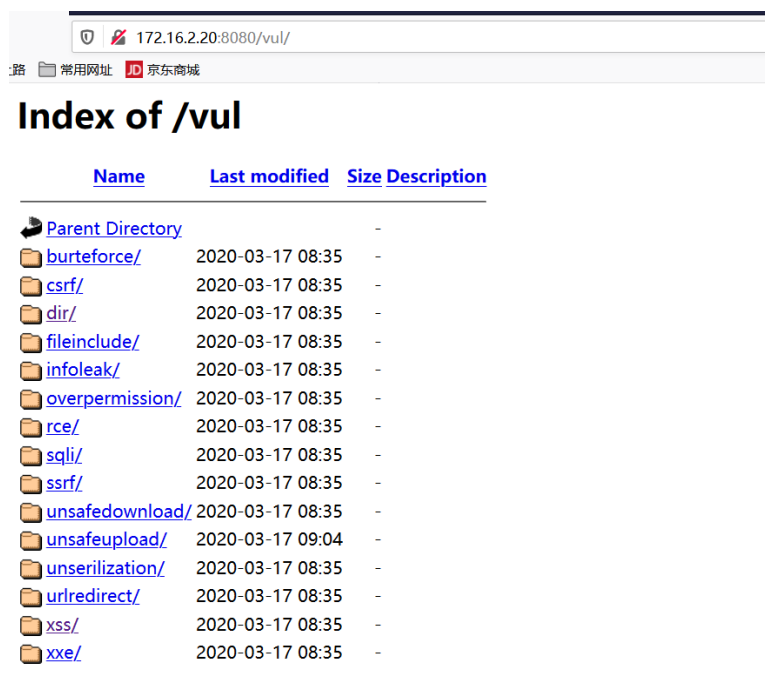 172.16.2.20:8080/vul/
路 常用网址 JD 京东商城
Index of /vul
Name Last modified Size Description
Parent Directory -
burteforce/ 2020-03-17 08:35 -
csrf/ 2020-03-17 08:35 -
dir/ 2020-03-17 08:35 -
fileinclude/ 2020-03-17 08:35 -
infoleak/ 2020-03-17 08:35 -
overpermission/ 2020-03-17 08:35 -
rce/ 2020-03-17 08:35 -
sqli/ 2020-03-17 08:35 -
ssrf/ 2020-03-17 08:35 -
unsafedownload/ 2020-03-17 08:35 -
unsafeupload/ 2020-03-17 09:04 -
unserilization/ 2020-03-17 08:35 -
urlredirect/ 2020-03-17 08:35 -
xss/ 2020-03-17 08:35 -
xxe/ 2020-03-17 08:35 -